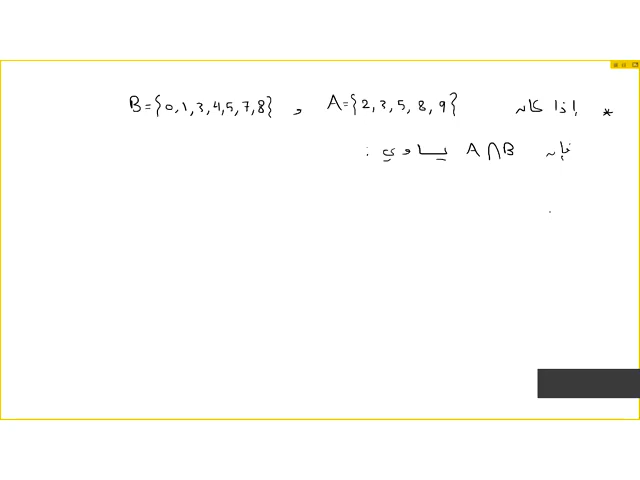 * إذا كان A={2,3,5,8,9} و B={0,1,3,4,5,7,8}
فإن A∩B يساوي :